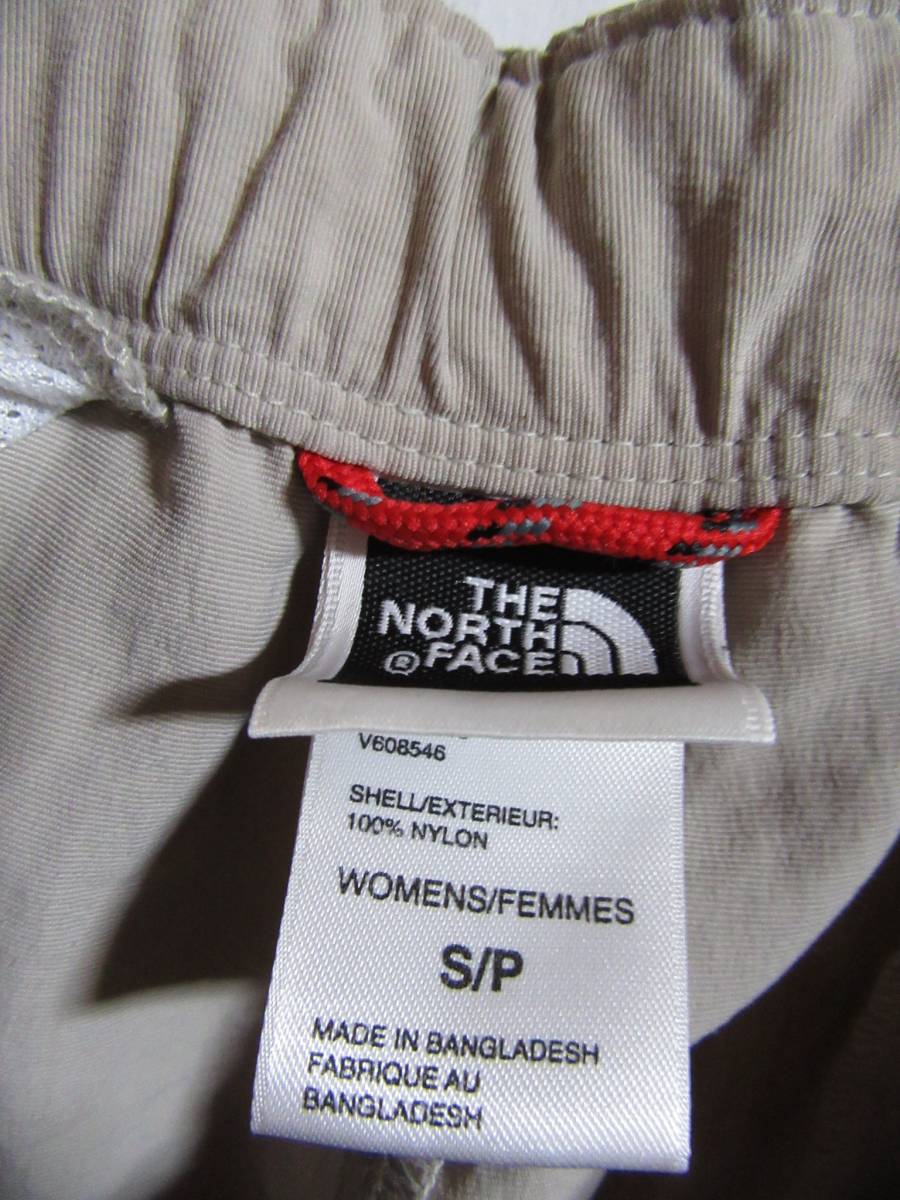 THE
NORTH
® FACE
V608546
SHELL/EXTERIEUR:
100% NYLON
WOMENS/FEMMES
S/P
MADE IN BANGLADESH
FABRIQUE AU
BANGLADESH